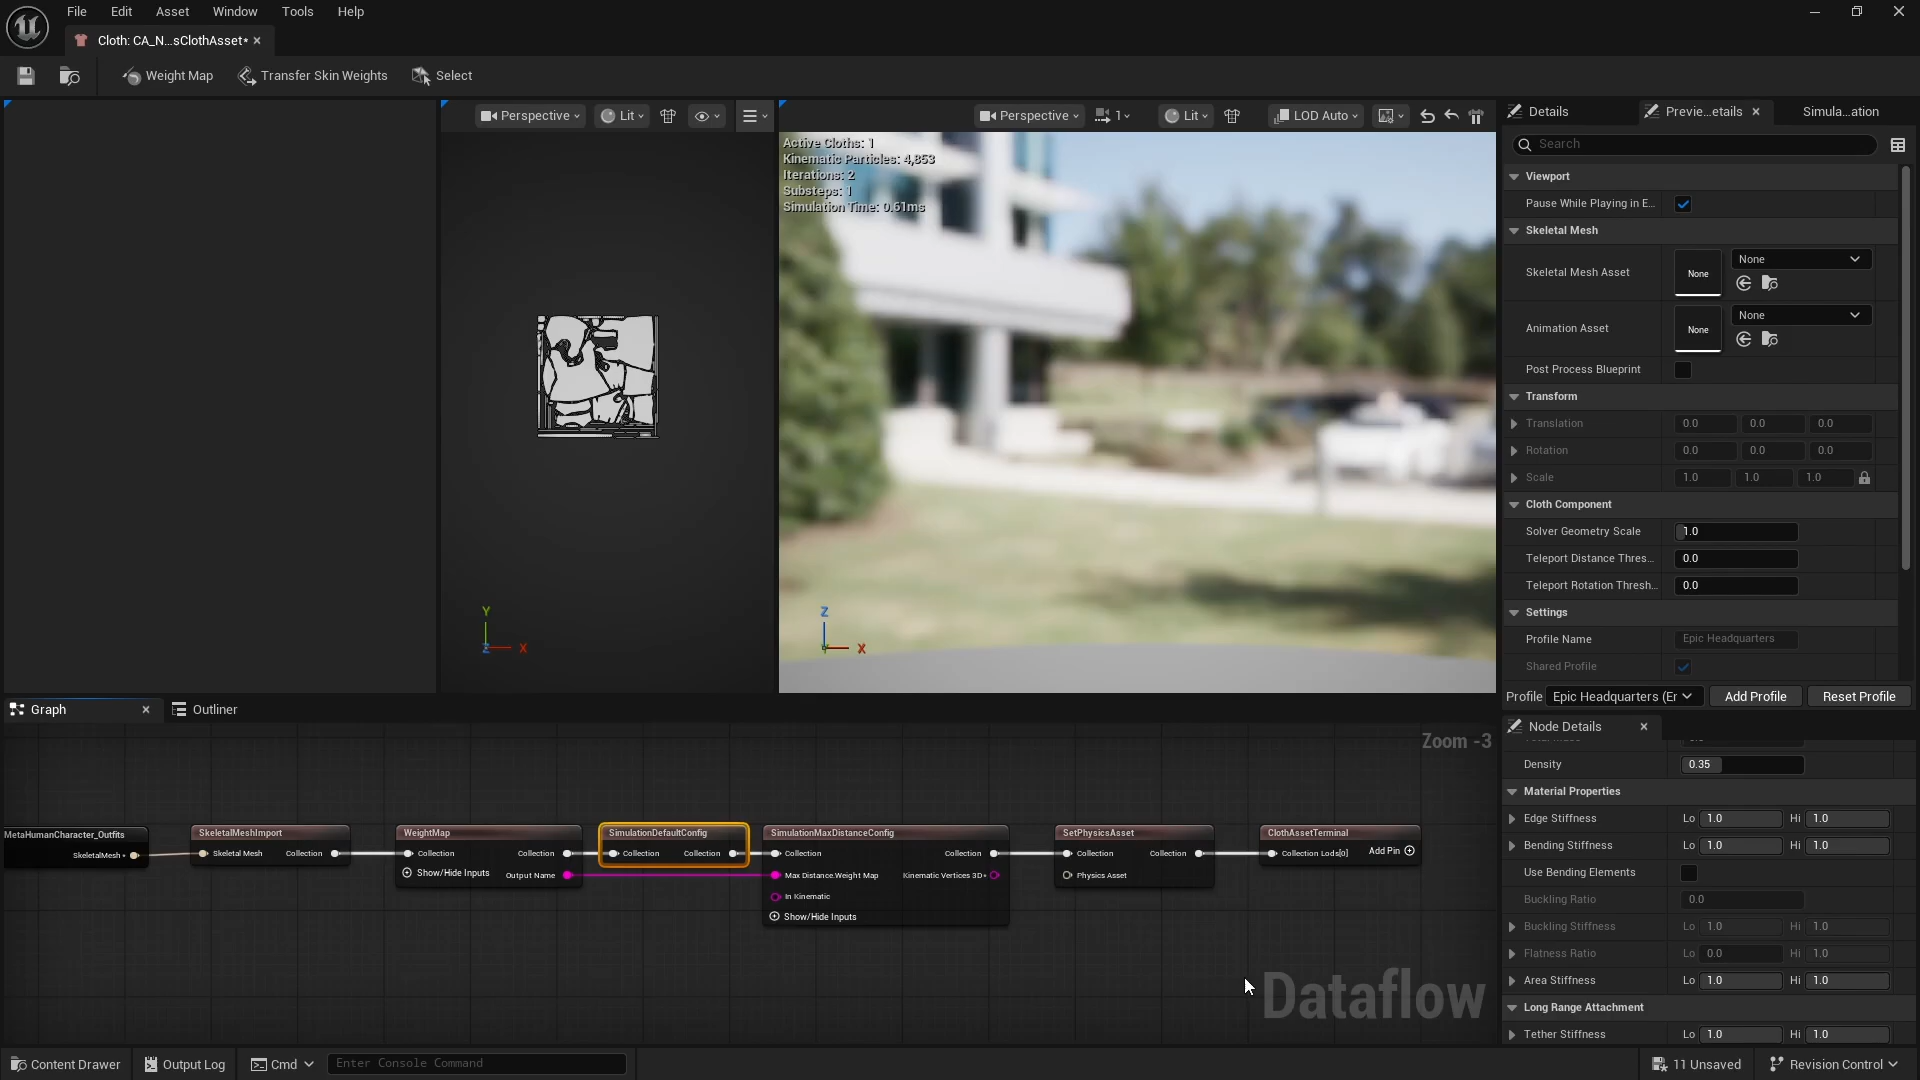 File Edit Asset Window Tools Help
Cloth: CA_N...sClothAsset*
Weight Map Transfer Skin Weights Select
Perspective Lit
Perspective 1 Lit LOD Auto
Active Cloths: 1
Kinematic Particles: 4,853
Iterations: 2
Substeps: 1
Simulation Time: 0.61ms
Y
Z X
Z
Y X
Details Previe...etails Simula...ation
Search
Viewport
Pause While Playing in E...
Skeletal Mesh
Skeletal Mesh Asset None None
Animation Asset None None
Post Process Blueprint
Transform
Translation 0.0 0.0 0.0
Rotation 0.0 0.0 0.0
Scale 1.0 1.0 1.0
Cloth Component
Solver Geometry Scale 1.0
Teleport Distance Thres... 0.0
Teleport Rotation Thresh... 0.0
Settings
Profile Name Epic Headquarters
Shared Profile
Profile Epic Headquarters (Er Add Profile Reset Profile
Graph Outliner
Zoom -3
MetaHumanCharacter_Outfits
SkeletalMesh
SkeletalMeshImport
Skeletal Mesh Collection
WeightMap
Collection Collection
Show/Hide Inputs Output Name
SimulationDefaultConfig
Collection Collection
SimulationMaxDistanceConfig
Collection Collection
Max Distance.Weight Map Kinematic Vertices 3D
In Kinematic
Show/Hide Inputs
SetPhysicsAsset
Collection Collection
Physics Asset
ClothAssetTerminal
Collection Lods[0] Add Pin
Dataflow
Node Details
Density 0.35
Material Properties
Edge Stiffness Lo 1.0 Hi 1.0
Bending Stiffness Lo 1.0 Hi 1.0
Use Bending Elements
Buckling Ratio 0.0
Buckling Stiffness Lo 1.0 Hi 1.0
Flatness Ratio Lo 0.0 Hi 1.0
Area Stiffness Lo 1.0 Hi 1.0
Long Range Attachment
Tether Stiffness Lo 1.0 Hi 1.0
Content Drawer Output Log Cmd Enter Console Command 11 Unsaved Revision Control